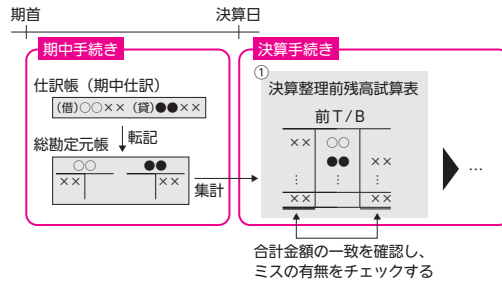 期首
決算日
期中手続き
仕訳帳（期中仕訳）
(借)○○×× (貸)●●××
転記
総勘定元帳
○○ ●●
×× ××
集計
決算手続き
①
決算整理前残高試算表
前T/B
×× ○○
●● ××
⋮ ⋮ ⋮
×× ××
…
合計金額の一致を確認し、
ミスの有無をチェックする